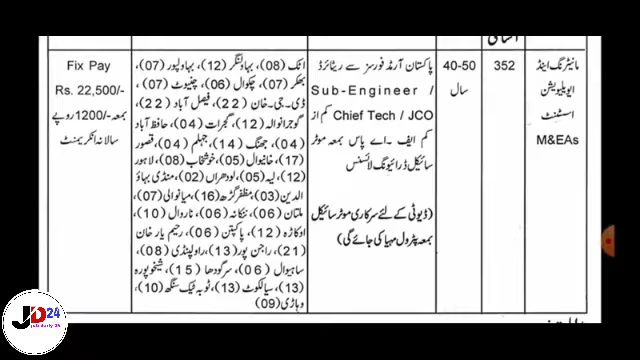 اسامی
مانیٹرنگ اینڈ
ایویلیویشن
اسسٹنٹ
M&EAs
352
40-50
سال
پاکستان آرمڈ فورسز سے ریٹائرڈ
Sub-Engineer /
Chief Tech / JCO کم از
کم ایف۔اے پاس بمعہ موٹر
سائیکل ڈرائیونگ لائسنس
(ڈیوٹی کے لئے سرکاری موٹر سائیکل
بمعہ پٹرول مہیا کی جائے گی)
اٹک (08)، بہاولنگر (12)، بہاولپور (07)،
بھکر (07)، چکوال (06)، چنیوٹ (07)،
ڈی۔جی۔خان (22)، فیصل آباد (22)،
گوجرانوالہ (12)، گجرات (04)، حافظ آباد
(04)، جھنگ (14)، جہلم (04)، قصور
(17)، خانیوال (05)، خوشاب (08)، لاہور
(12)، لیہ (05)، لودھراں (02)، منڈی بہاؤ
الدین (03)، مظفر گڑھ (16)، میانوالی (07)،
ملتان (06)، ننکانہ (06)، نارووال (10)،
اوکاڑہ (12)، پاکپتن (06)، رحیم یار خان
(21)، راجن پور (13)، راولپنڈی (08)،
ساہیوال (06)، سرگودھا (15)، شیخوپورہ
(13)، سیالکوٹ (13)، ٹوبہ ٹیک سنگھ (10)،
وہاڑی (09)
Fix Pay
Rs. 22,500/-
بمعہ 1200/- روپے
سالانہ انکریمنٹ
JD24